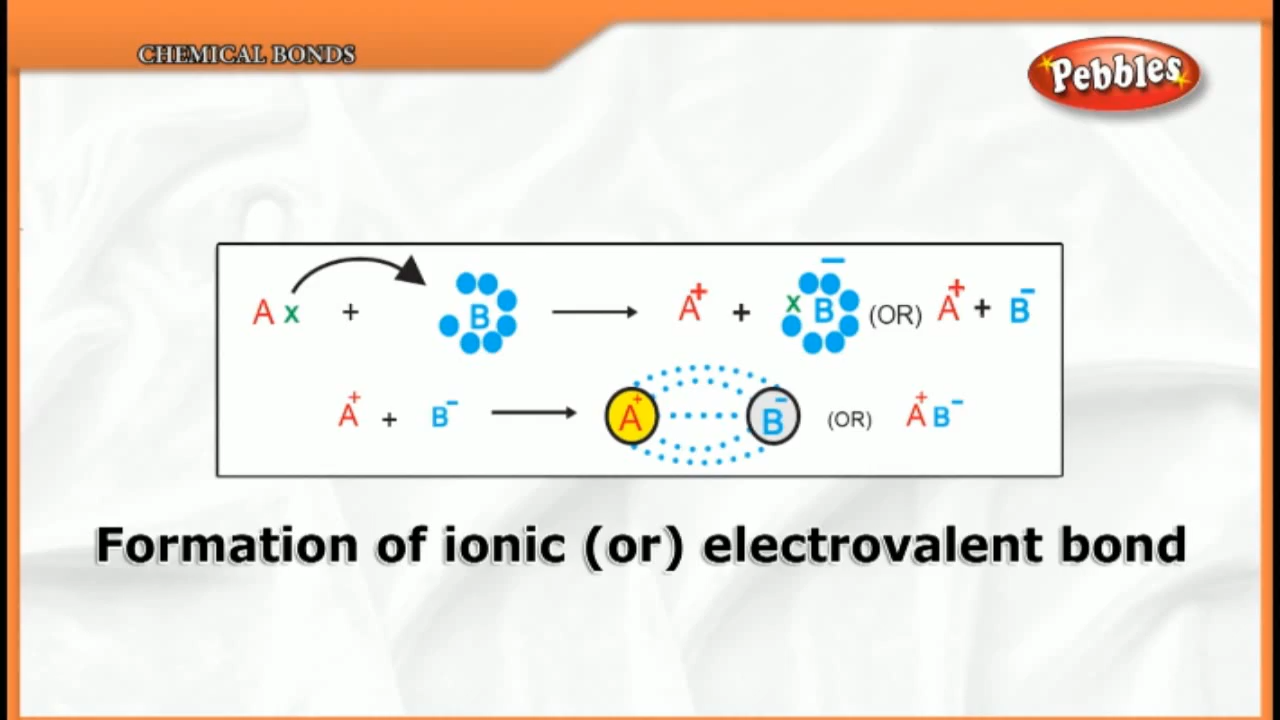 CHEMICAL BONDS
Pebbles
A x + B → A⁺ + x B⁻ (OR) A⁺ + B⁻
A⁺ + B⁻ → A⁺ B⁻ (OR) A⁺ B⁻
Formation of ionic (or) electrovalent bond